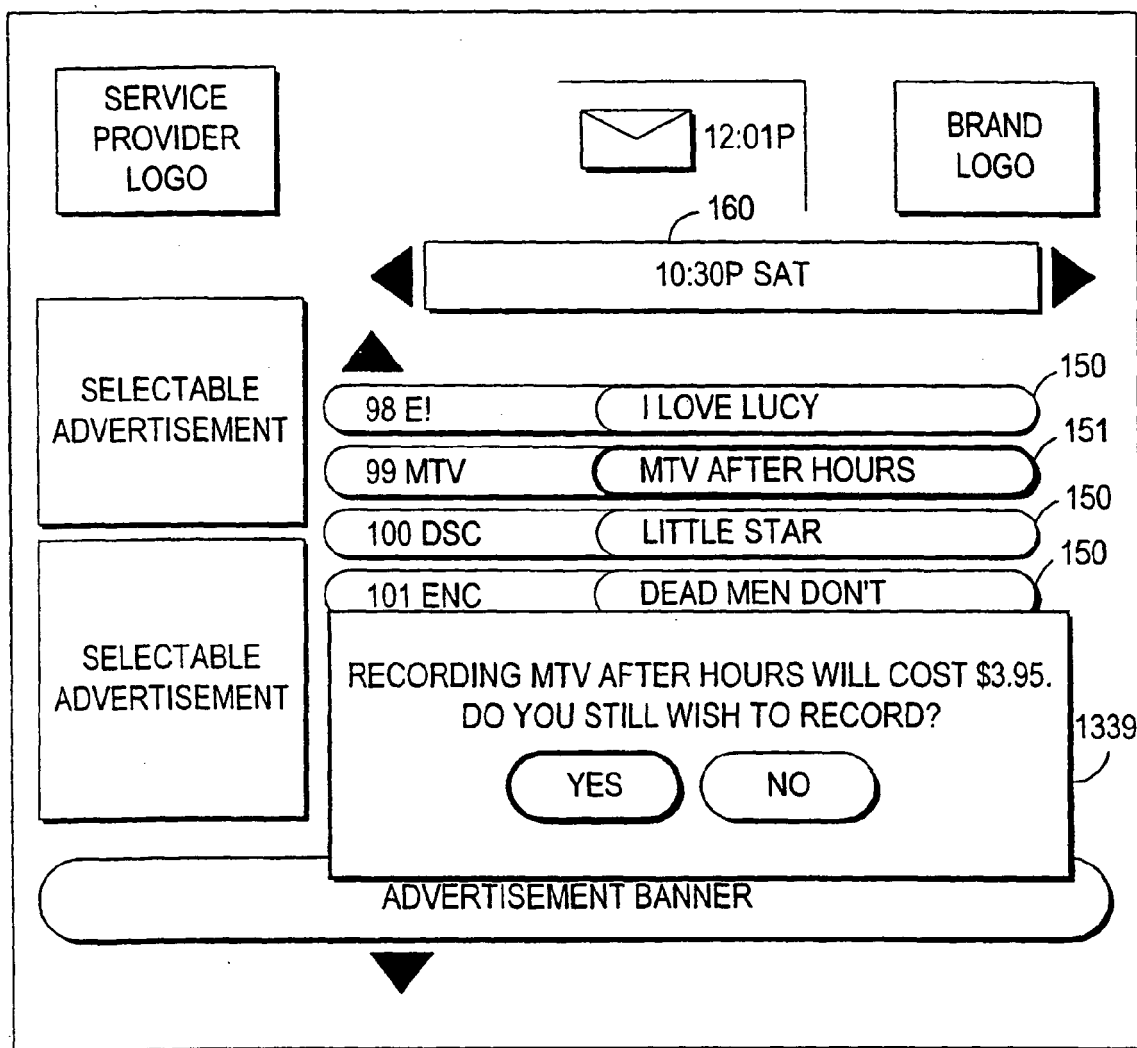 SERVICE
PROVIDER
LOGO
12:01P
BRAND
LOGO
160
10:30P SAT
SELECTABLE
ADVERTISEMENT
98 E! I LOVE LUCY
150
99 MTV MTV AFTER HOURS
151
100 DSC LITTLE STAR
150
101 ENC DEAD MEN DON'T
150
SELECTABLE
ADVERTISEMENT
RECORDING MTV AFTER HOURS WILL COST $3.95.
DO YOU STILL WISH TO RECORD?
YES NO
1339
ADVERTISEMENT BANNER